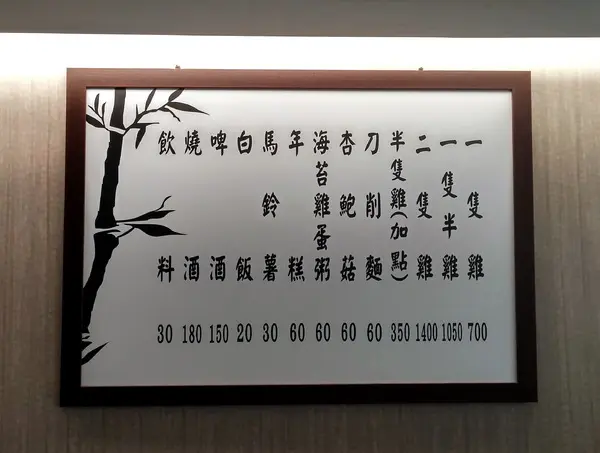 一隻雞 700
一隻半雞 1050
二隻雞 1400
半隻雞(加點) 350
刀削麵 60
杏鮑菇 60
海苔雞蛋粥 60
年糕 60
馬鈴薯 30
白飯 20
啤酒 150
燒酒 180
飲料 30